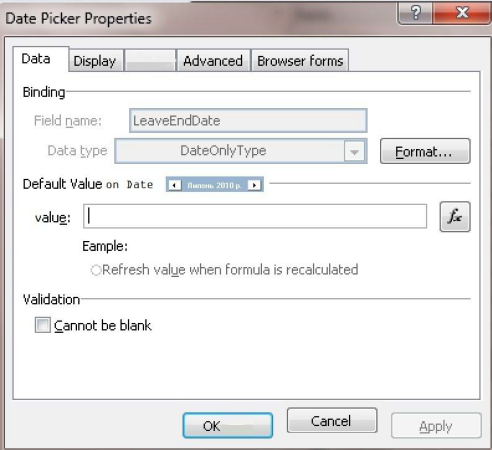 Date Picker Properties
Data Display Advanced Browser forms
Binding
Field name: LeaveEndDate
Data type DateOnlyType Format...
Default Value on Date Липень 2010 р.
value: fx
Eample:
Refresh value when formula is recalculated
Validation
Cannot be blank
OK Cancel Apply